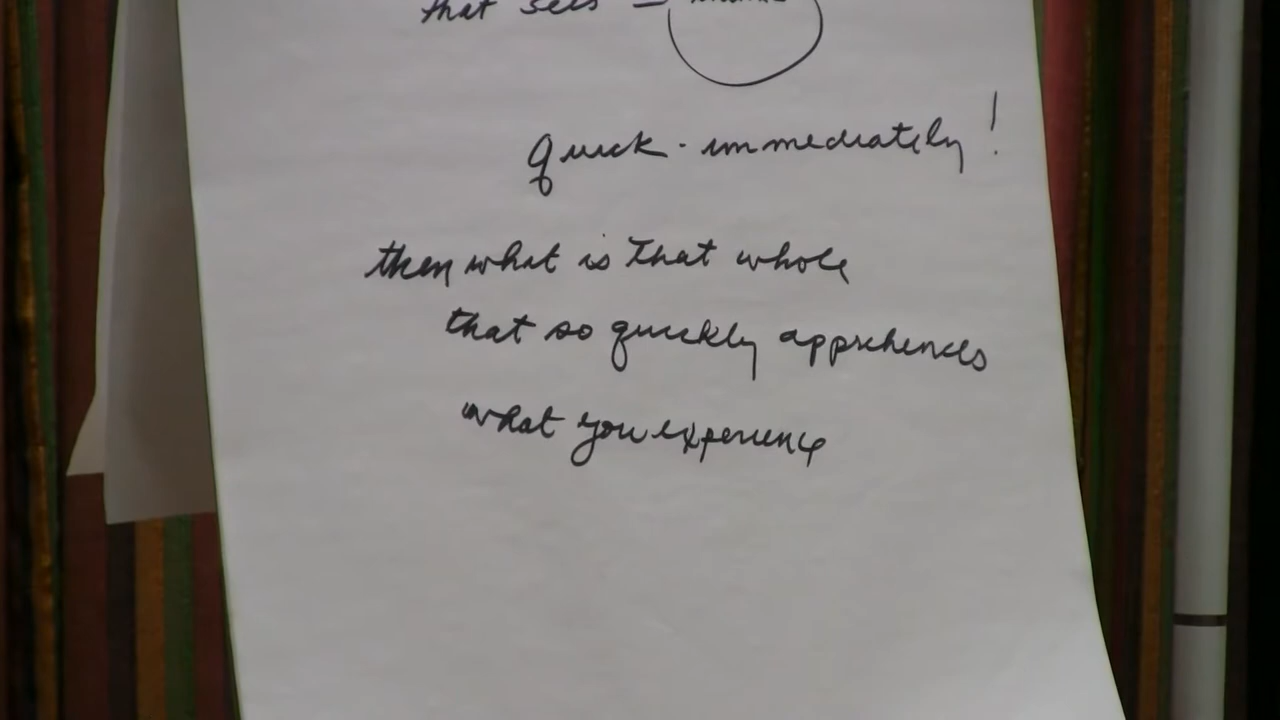 that sees –
quick - immediately!
then what is that whole
that so quickly apprehends
what you experience